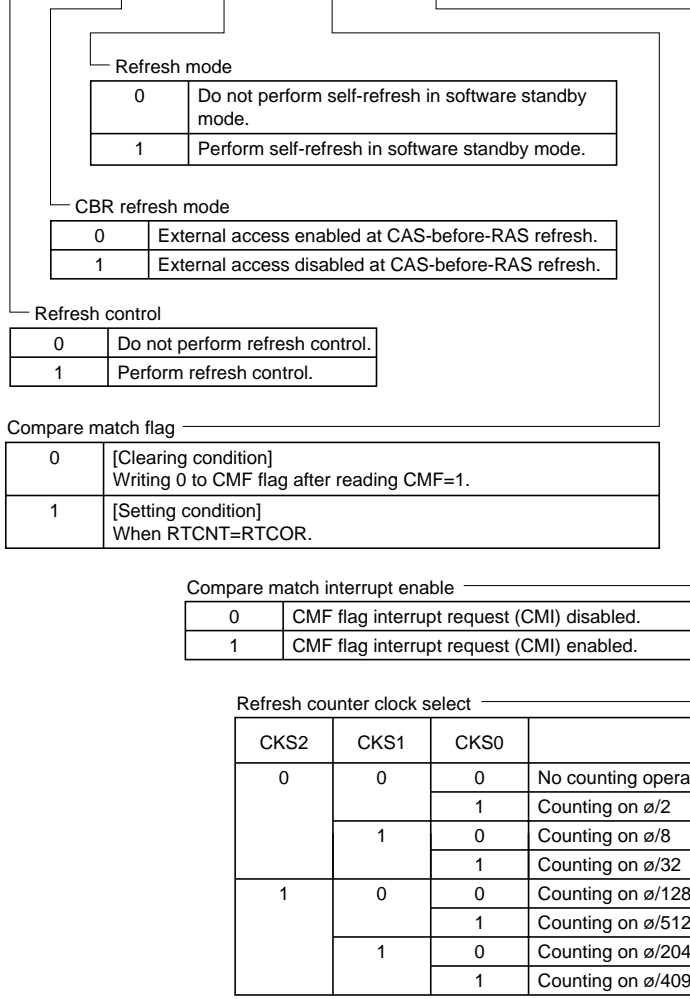 Refresh mode
0 Do not perform self-refresh in software standby
mode.
1 Perform self-refresh in software standby mode.
CBR refresh mode
0 External access enabled at CAS-before-RAS refresh.
1 External access disabled at CAS-before-RAS refresh.
Refresh control
0 Do not perform refresh control.
1 Perform refresh control.
Compare match flag
0 [Clearing condition]
Writing 0 to CMF flag after reading CMF=1.
1 [Setting condition]
When RTCNT=RTCOR.
Compare match interrupt enable
0 CMF flag interrupt request (CMI) disabled.
1 CMF flag interrupt request (CMI) enabled.
Refresh counter clock select
CKS2 CKS1 CKS0
0 0 0 No counting opera
1 Counting on ø/2
1 0 Counting on ø/8
1 Counting on ø/32
1 0 0 Counting on ø/128
1 Counting on ø/512
1 0 Counting on ø/204
1 Counting on ø/409